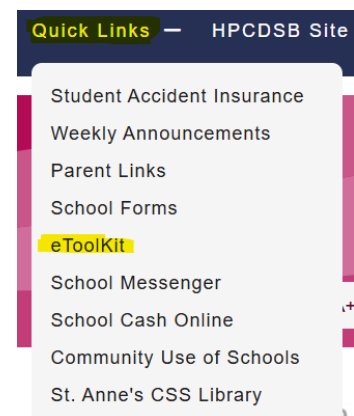 Quick Links — HPCDSB Site
Student Accident Insurance
Weekly Announcements
Parent Links
School Forms
eToolKit
School Messenger
School Cash Online
A+
Community Use of Schools
St. Anne's CSS Library